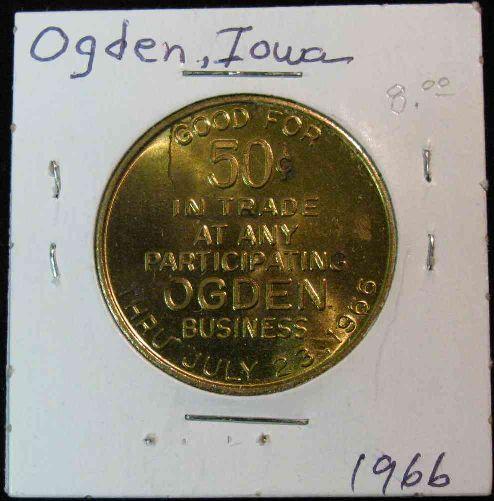 Ogden, Iowa
8.00
GOOD FOR
50¢
IN TRADE
AT ANY
PARTICIPATING
OGDEN
BUSINESS
THRU JULY 23, 1966
1966